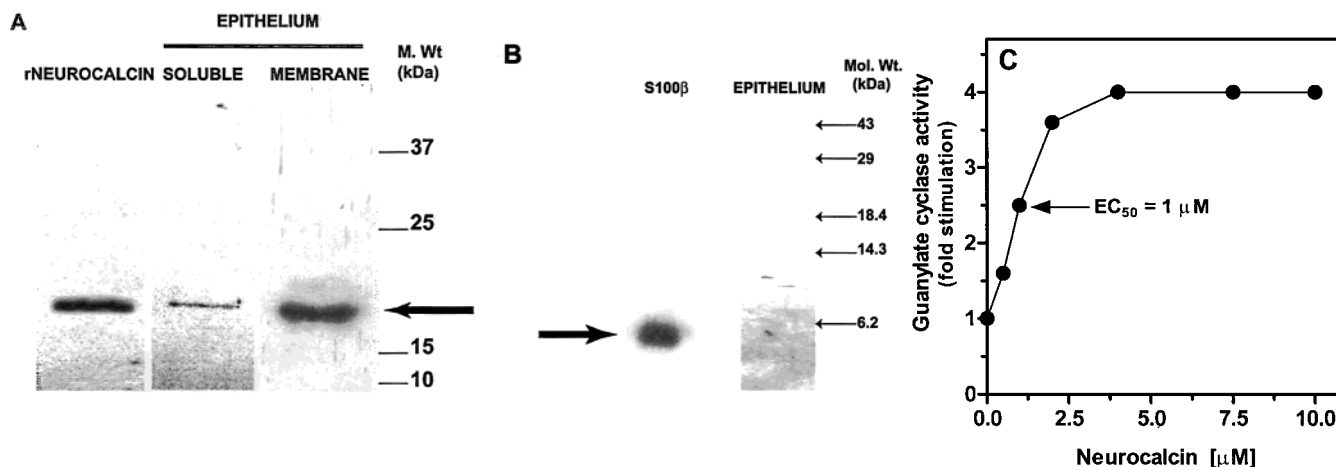 A
EPITHELIUM
rNEUROCALCIN SOLUBLE MEMBRANE
M. Wt
(kDa)
37
25
15
10
B
S100β EPITHELIUM
Mol. Wt.
(kDa)
43
29
18.4
14.3
6.2
C
Guanylate cyclase activity
(fold stimulation)
4
3
2
1
0
EC50 = 1 μM
0.0 2.5 5.0 7.5 10.0
Neurocalcin [μM]